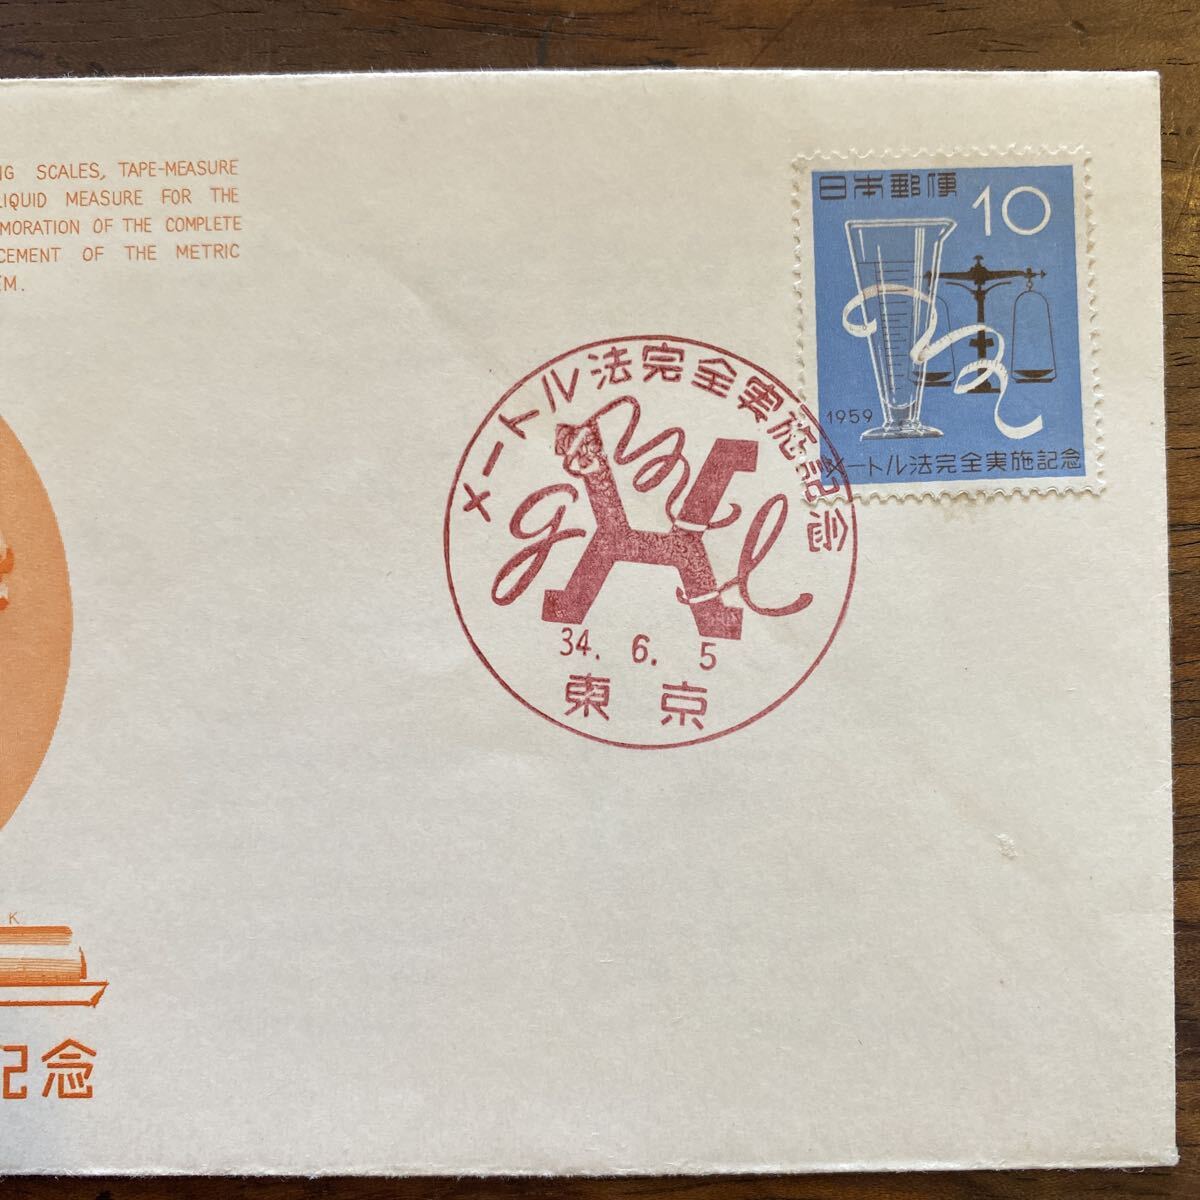 NG SCALES, TAPE-MEASURE
LIQUID MEASURE FOR THE
MORATION OF THE COMPLETE
CEMENT OF THE METRIC
EM.
日本郵便 10
1959
メートル法完全実施記念
メートル法完全実施記念
g m l
34. 6. 5
東京
K
記念